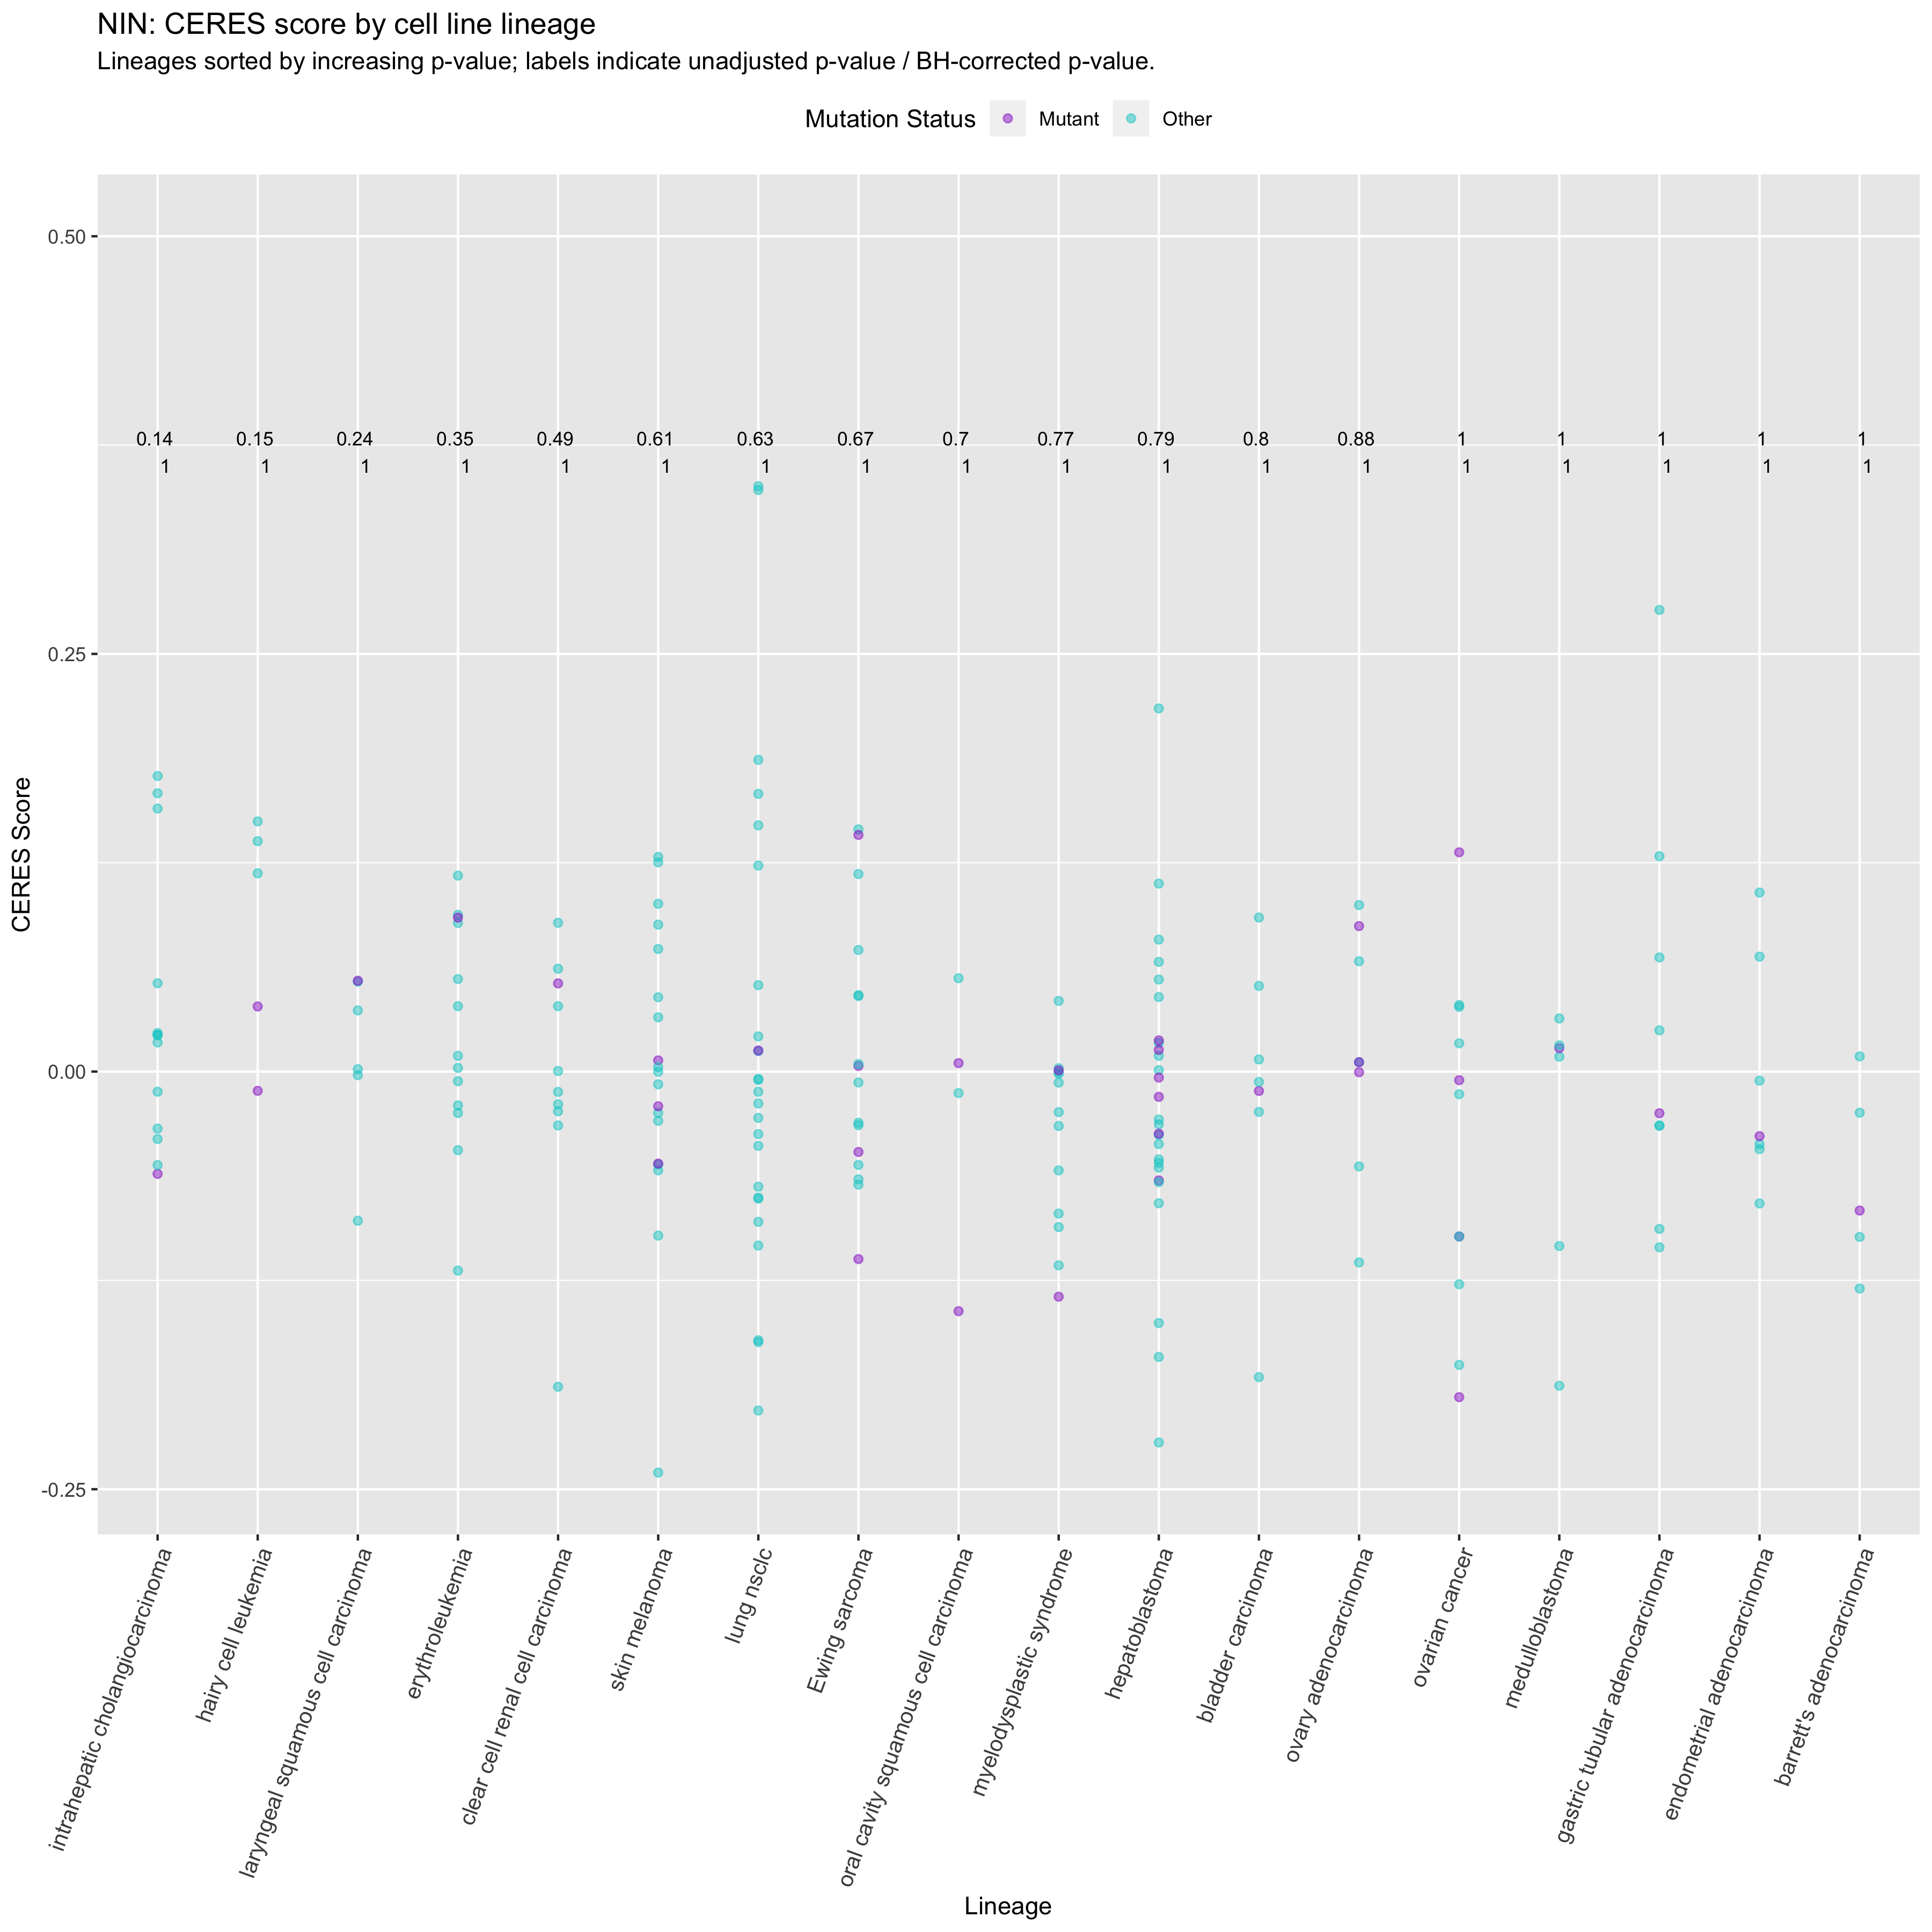 NIN: CERES score by cell line lineage
Lineages sorted by increasing p-value; labels indicate unadjusted p-value / BH-corrected p-value.
Mutation Status Mutant Other
0.50
0.14 0.15 0.24 0.35 0.49 0.61 0.63 0.67 0.7 0.77 0.79 0.8 0.88 1 1 1 1 1
1 1 1 1 1 1 1 1 1 1 1 1 1 1 1 1 1 1
0.25
CERES Score
0.00
-0.25
intrahepatic cholangiocarcinoma
hairy cell leukemia
laryngeal squamous cell carcinoma
erythroleukemia
clear cell renal cell carcinoma
skin melanoma
lung nsclc
Ewing sarcoma
oral cavity squamous cell carcinoma
myelodysplastic syndrome
hepatoblastoma
bladder carcinoma
ovary adenocarcinoma
ovarian cancer
medulloblastoma
gastric tubular adenocarcinoma
endometrial adenocarcinoma
barrett's adenocarcinoma
Lineage